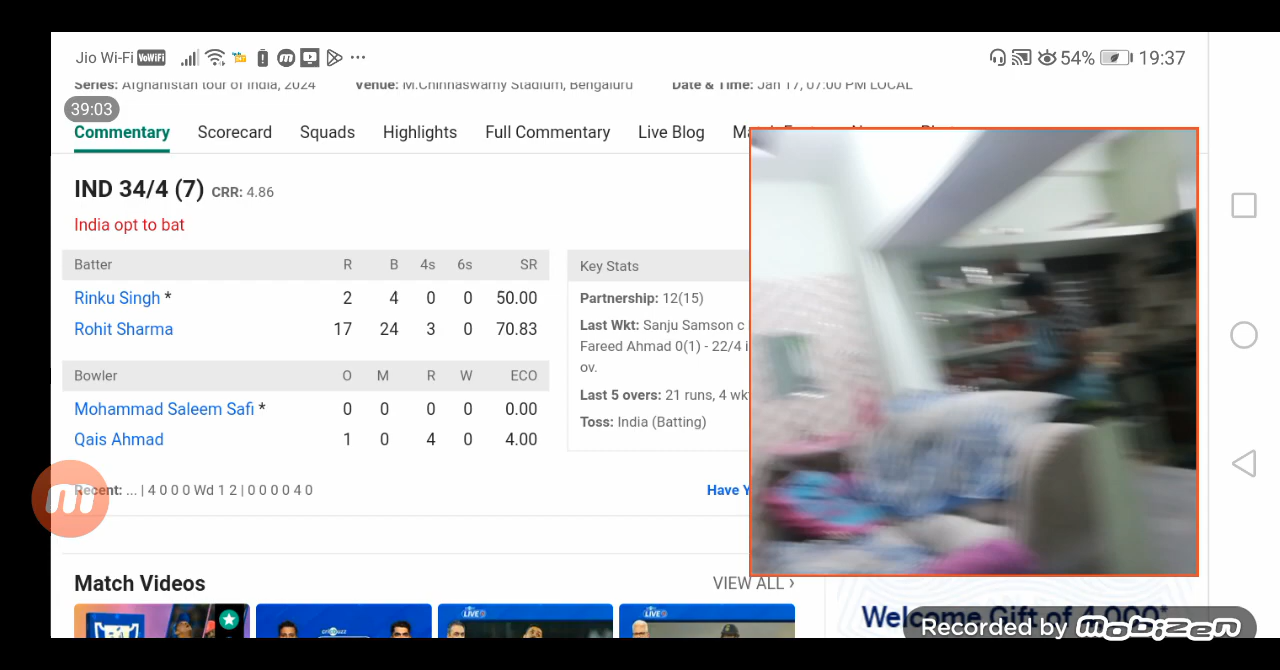 Jio Wi-Fi VoWiFi 54% 19:37
Series: Afghanistan tour of India, 2024 Venue: M.Chinnaswamy Stadium, Bengaluru Date & Time: Jan 17, 07:00 PM LOCAL
39:03
Commentary Scorecard Squads Highlights Full Commentary Live Blog
IND 34/4 (7) CRR: 4.86
India opt to bat
Batter R B 4s 6s SR
Rinku Singh * 2 4 0 0 50.00
Rohit Sharma 17 24 3 0 70.83
Bowler O M R W ECO
Mohammad Saleem Safi * 0 0 0 0 0.00
Qais Ahmad 1 0 4 0 4.00
Key Stats
Partnership: 12(15)
Last Wkt: Sanju Samson c
Fareed Ahmad 0(1) - 22/4 i
ov.
Last 5 overs: 21 runs, 4 wk
Toss: India (Batting)
Recent: ... | 4 0 0 0 Wd 1 2 | 0 0 0 0 4 0
Have Y
Match Videos VIEW ALL ›
LIVE LIVE
Welcome Gift of 4,000*
Recorded by mobizen